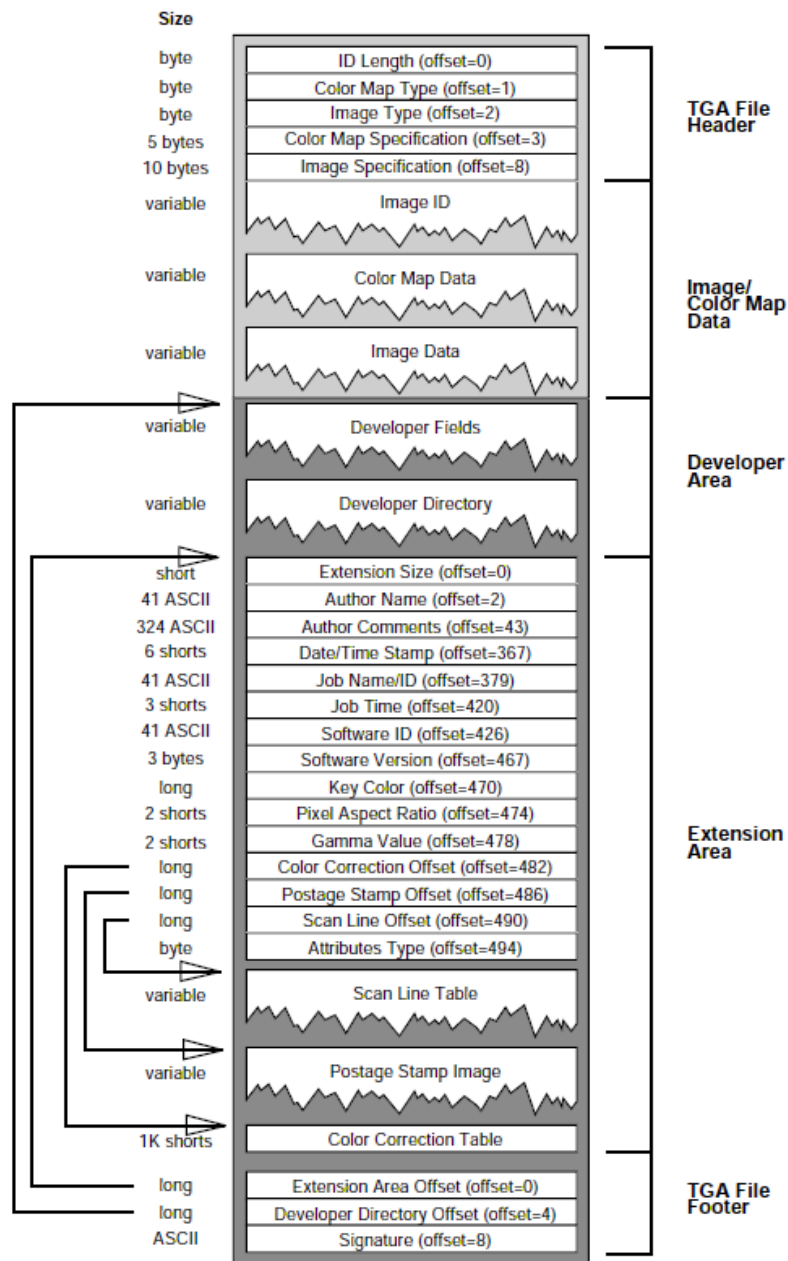 Size
byte ID Length (offset=0)
byte Color Map Type (offset=1)
byte Image Type (offset=2)
5 bytes Color Map Specification (offset=3)
10 bytes Image Specification (offset=8)
TGA File
Header
variable Image ID
variable Color Map Data
variable Image Data
Image/
Color Map
Data
variable Developer Fields
variable Developer Directory
Developer
Area
short Extension Size (offset=0)
41 ASCII Author Name (offset=2)
324 ASCII Author Comments (offset=43)
6 shorts Date/Time Stamp (offset=367)
41 ASCII Job Name/ID (offset=379)
3 shorts Job Time (offset=420)
41 ASCII Software ID (offset=426)
3 bytes Software Version (offset=467)
long Key Color (offset=470)
2 shorts Pixel Aspect Ratio (offset=474)
2 shorts Gamma Value (offset=478)
long Color Correction Offset (offset=482)
long Postage Stamp Offset (offset=486)
long Scan Line Offset (offset=490)
byte Attributes Type (offset=494)
variable Scan Line Table
variable Postage Stamp Image
1K shorts Color Correction Table
Extension
Area
long Extension Area Offset (offset=0)
long Developer Directory Offset (offset=4)
ASCII Signature (offset=8)
TGA File
Footer